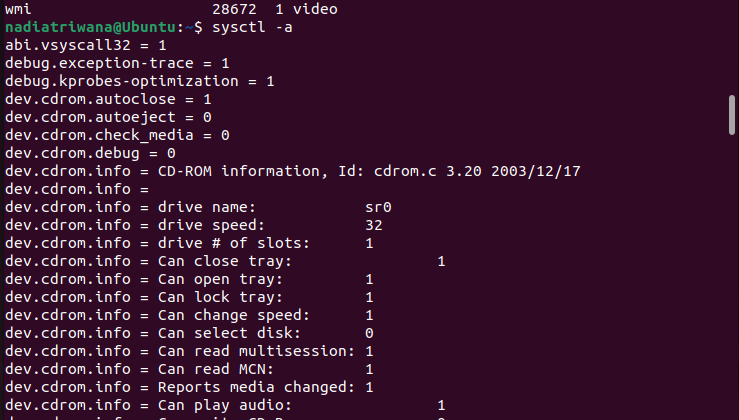 wmi                    28672  1 video
nadiatriwana@Ubuntu:~$ sysctl -a
abi.vsyscall32 = 1
debug.exception-trace = 1
debug.kprobes-optimization = 1
dev.cdrom.autoclose = 1
dev.cdrom.autoeject = 0
dev.cdrom.check_media = 0
dev.cdrom.debug = 0
dev.cdrom.info = CD-ROM information, Id: cdrom.c 3.20 2003/12/17
dev.cdrom.info =
dev.cdrom.info = drive name:            sr0
dev.cdrom.info = drive speed:           32
dev.cdrom.info = drive # of slots:      1
dev.cdrom.info = Can close tray:                1
dev.cdrom.info = Can open tray:         1
dev.cdrom.info = Can lock tray:         1
dev.cdrom.info = Can change speed:      1
dev.cdrom.info = Can select disk:       0
dev.cdrom.info = Can read multisession: 1
dev.cdrom.info = Can read MCN:          1
dev.cdrom.info = Reports media changed: 1
dev.cdrom.info = Can play audio:                1